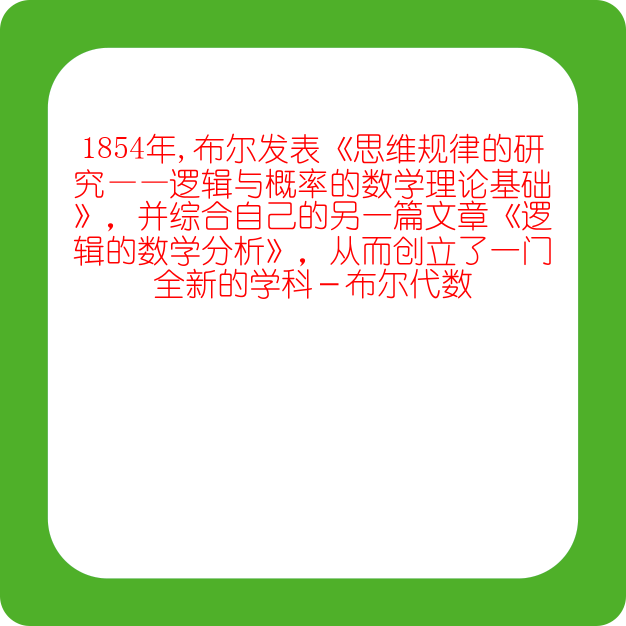 1854年,布尔发表《思维规律的研
究——逻辑与概率的数学理论基础
》，并综合自己的另一篇文章《逻
辑的数学分析》，从而创立了一门
全新的学科－布尔代数